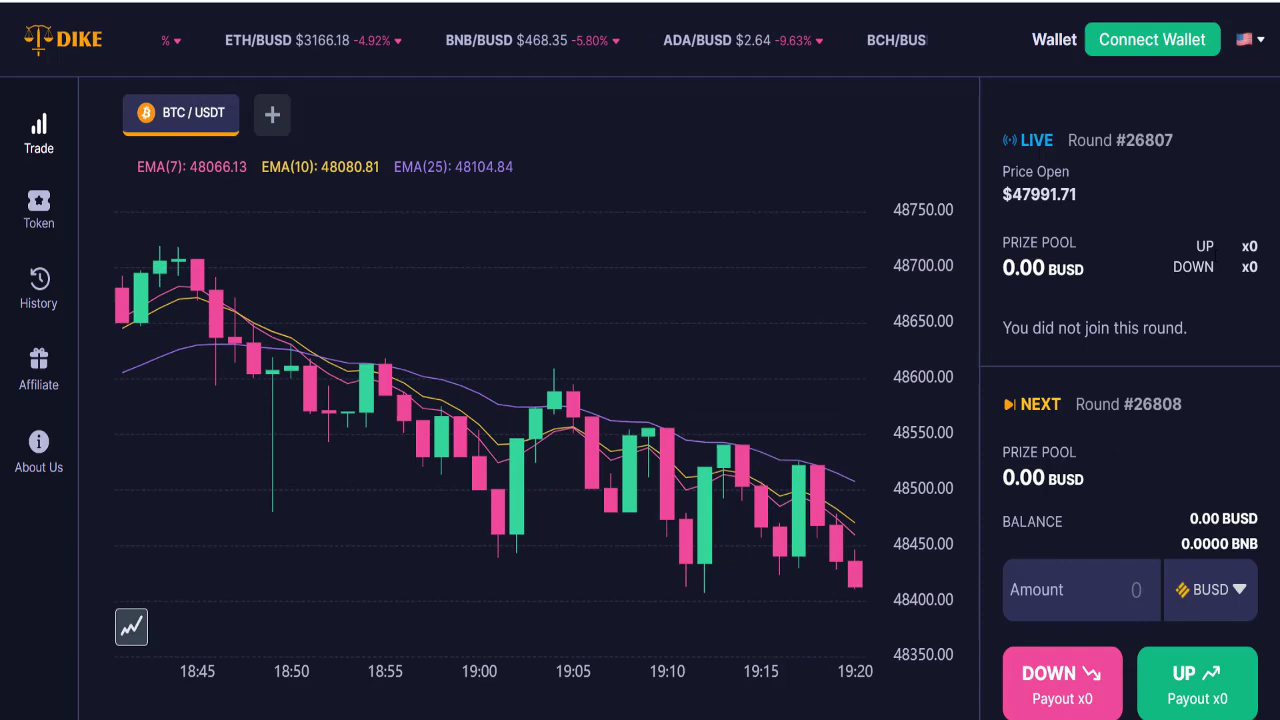 DIKE
% ▼
ETH/BUSD $3166.18 -4.92% ▼
BNB/BUSD $468.35 -5.80% ▼
ADA/BUSD $2.64 -9.63% ▼
BCH/BUS
Wallet
Connect Wallet
Trade
Token
History
Affiliate
About Us
BTC / USDT
+
EMA(7): 48066.13 EMA(10): 48080.81 EMA(25): 48104.84
48750.00
48700.00
48650.00
48600.00
48550.00
48500.00
48450.00
48400.00
48350.00
18:45 18:50 18:55 19:00 19:05 19:10 19:15 19:20
LIVE Round #26807
Price Open
$47991.71
PRIZE POOL
0.00 BUSD
UP x0
DOWN x0
You did not join this round.
NEXT Round #26808
PRIZE POOL
0.00 BUSD
BALANCE
0.00 BUSD
0.0000 BNB
Amount 0
BUSD ▼
DOWN
Payout x0
UP
Payout x0